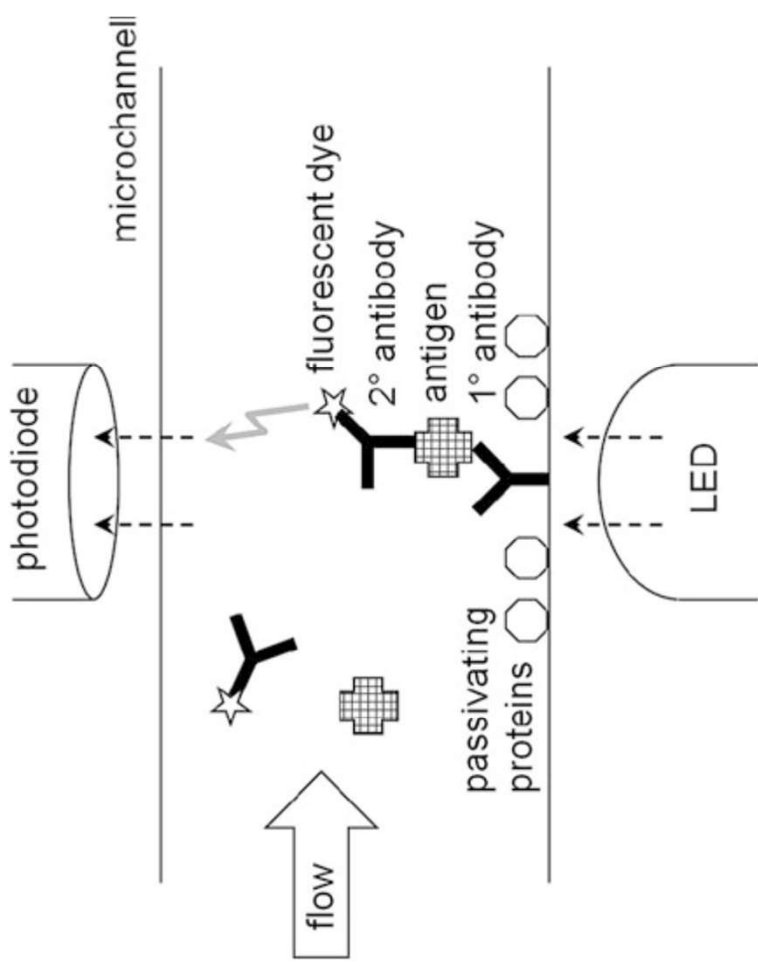 microchannel
photodiode
fluorescent dye
2° antibody
antigen
1° antibody
passivating
proteins
flow
LED